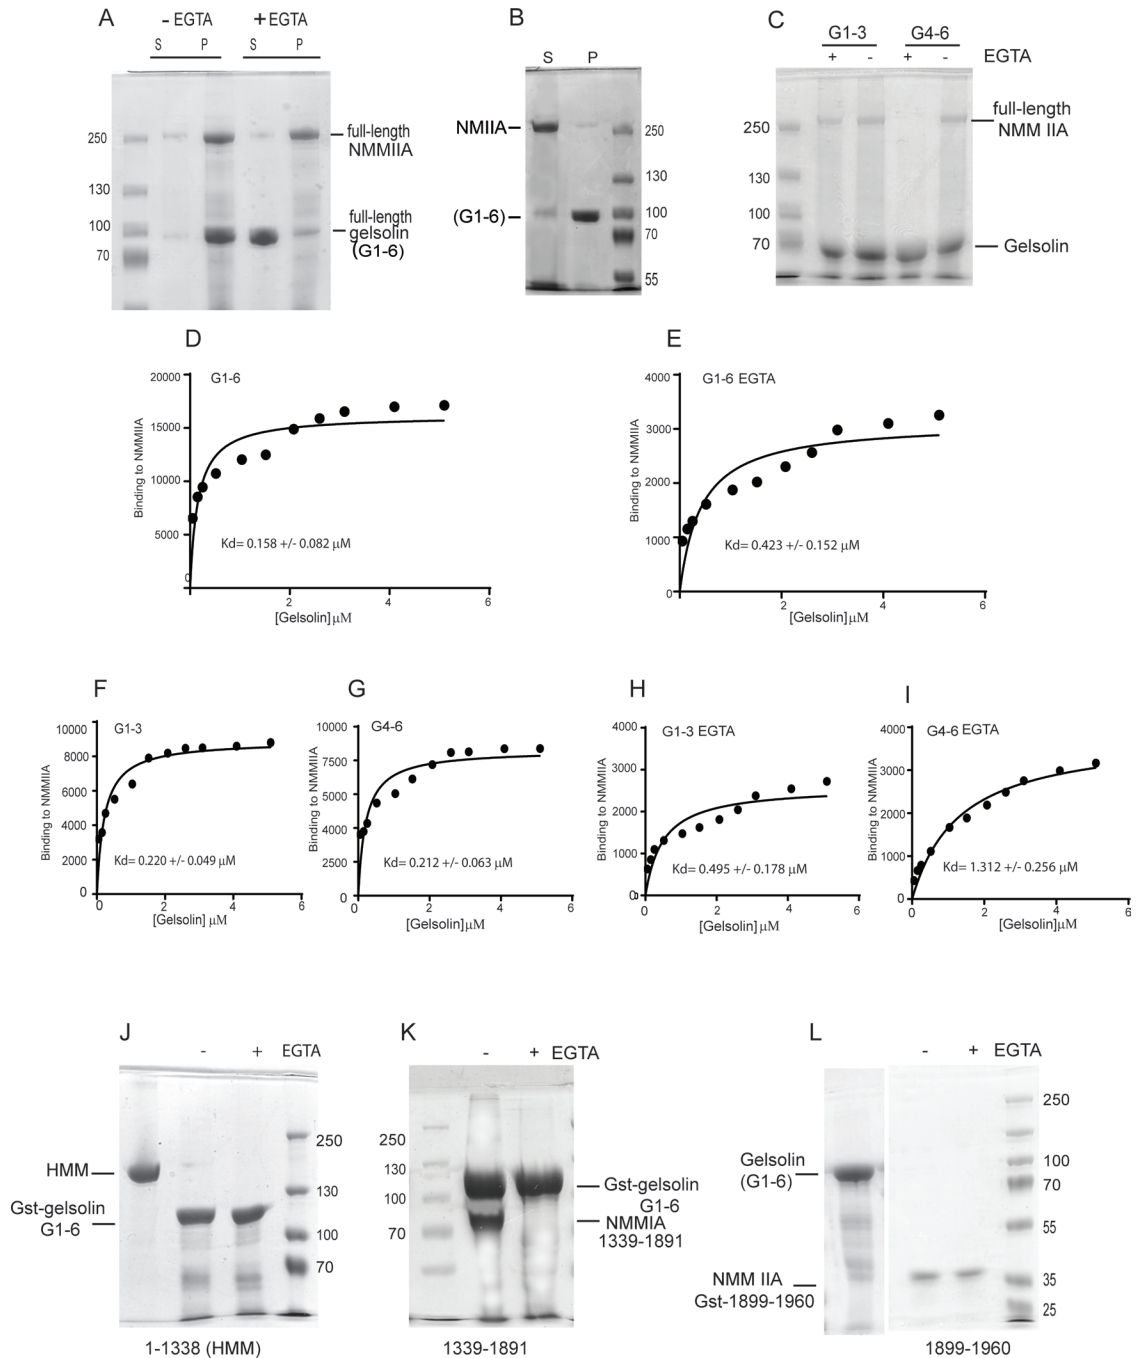 A
- EGTA
+ EGTA
S
P
S
P
250
130
100
70
full-length
NMMIIA
full-length
gelsolin
(G1-6)
B
S
P
NMIIA
(G1-6)
250
130
100
70
55
C
G1-3
G4-6
+
-
+
-
EGTA
250
130
100
70
full-length
NMM IIA
Gelsolin
D
G1-6
20000
15000
10000
5000
0
Binding to NMMIIA
Kd= 0.158 +/- 0.082 μM
2
4
6
[Gelsolin] μM
E
G1-6 EGTA
4000
3000
2000
1000
0
Binding to NMMIIA
Kd= 0.423 +/- 0.152 μM
2
4
6
[Gelsolin] μM
F
G1-3
10000
8000
6000
4000
2000
0
Binding to NMMIIA
Kd= 0.220 +/- 0.049 μM
0
2
4
6
[Gelsolin] μM
G
G4-6
10000
7500
5000
2500
0
Binding to NMMIIA
Kd= 0.212 +/- 0.063 μM
0
2
4
6
[Gelsolin] μM
H
G1-3 EGTA
4000
3000
2000
1000
0
Binding to NMMIIA
Kd= 0.495 +/- 0.178 μM
0
2
4
6
[Gelsolin] μM
I
G4-6 EGTA
4000
3000
2000
1000
0
Binding to NMMIIA
Kd= 1.312 +/- 0.256 μM
0
2
4
6
[Gelsolin] μM
J
-
+
EGTA
HMM
Gst-gelsolin
G1-6
250
130
100
70
1-1338 (HMM)
K
-
+
EGTA
250
130
100
70
Gst-gelsolin
G1-6
NMMIA
1339-1891
1339-1891
L
-
+
EGTA
Gelsolin
(G1-6)
NMM IIA
Gst-1899-1960
250
100
70
55
35
25
1899-1960